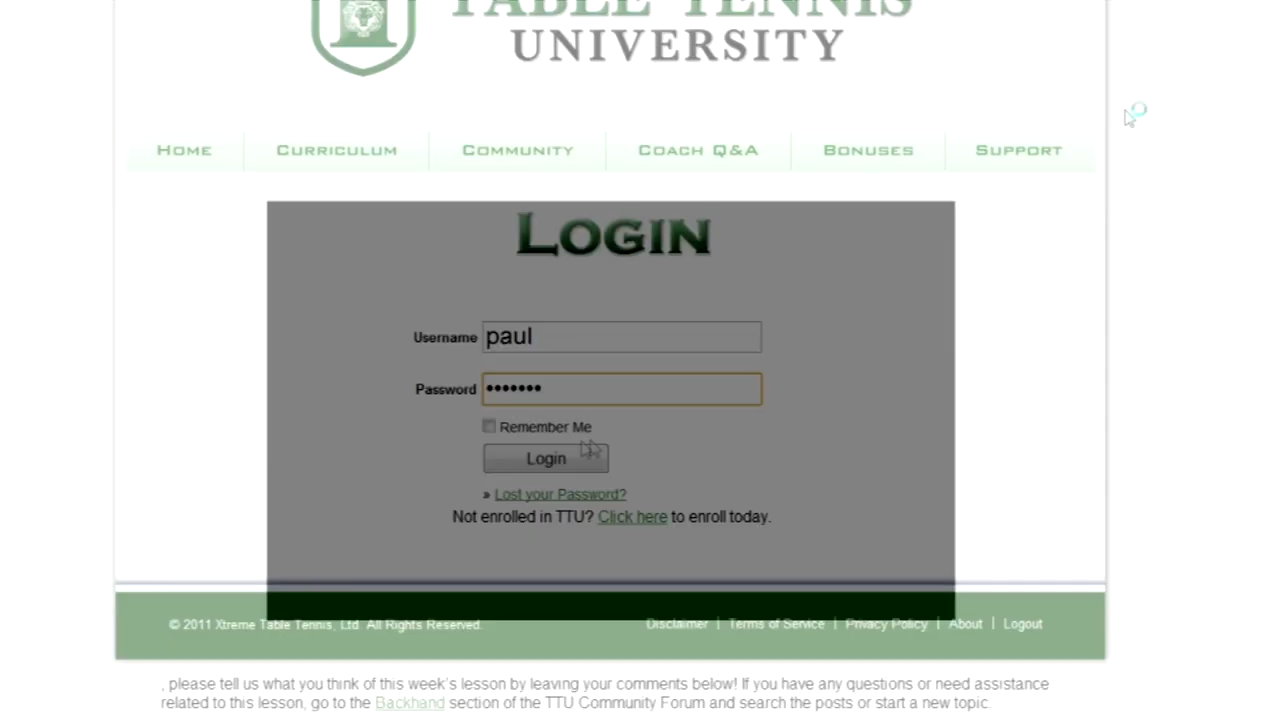 TABLE TENNIS
UNIVERSITY
HOME CURRICULUM COMMUNITY COACH Q&A BONUSES SUPPORT
LOGIN
Username paul
Password •••••••
Remember Me
Login
» Lost your Password?
Not enrolled in TTU? Click here to enroll today.
© 2011 Xtreme Table Tennis, Ltd. All Rights Reserved. Disclaimer | Terms of Service | Privacy Policy | About | Logout
, please tell us what you think of this week's lesson by leaving your comments below! If you have any questions or need assistance
related to this lesson, go to the Backhand section of the TTU Community Forum and search the posts or start a new topic.